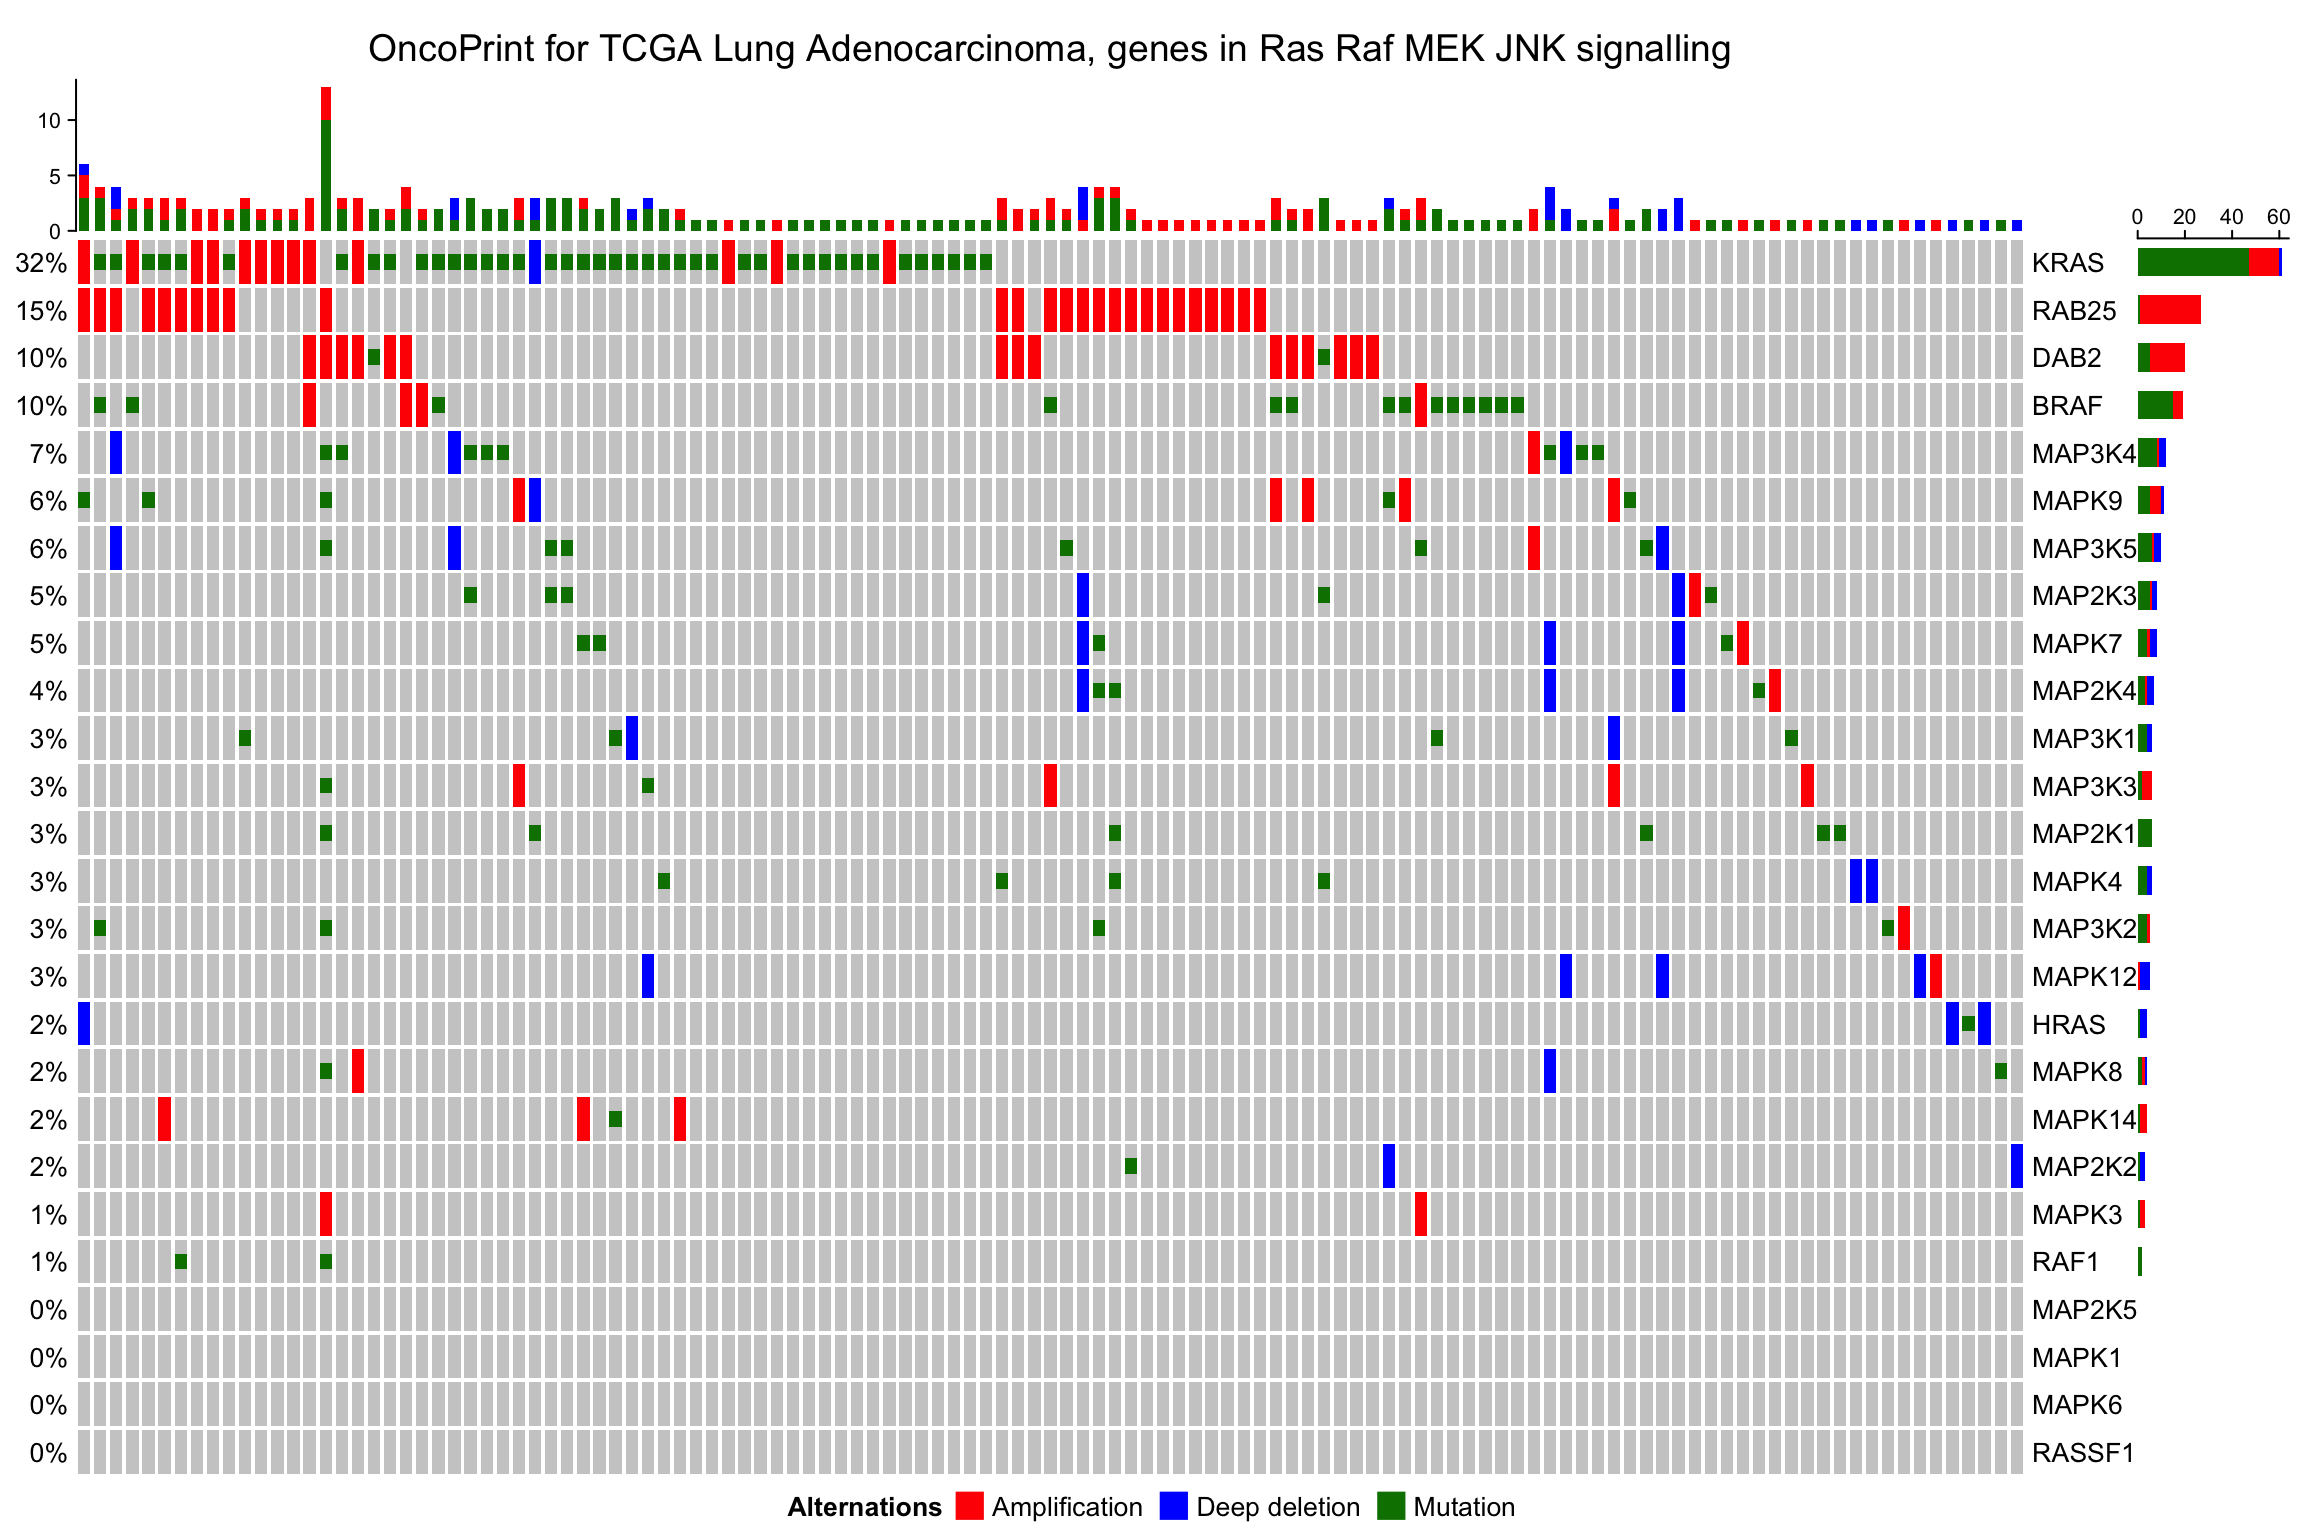 OncoPrint for TCGA Lung Adenocarcinoma, genes in Ras Raf MEK JNK signalling
10
5
0
0 20 40 60
32% KRAS
15% RAB25
10% DAB2
10% BRAF
7% MAP3K4
6% MAPK9
6% MAP3K5
5% MAP2K3
5% MAPK7
4% MAP2K4
3% MAP3K1
3% MAP3K3
3% MAP2K1
3% MAPK4
3% MAP3K2
3% MAPK12
2% HRAS
2% MAPK8
2% MAPK14
2% MAP2K2
1% MAPK3
1% RAF1
0% MAP2K5
0% MAPK1
0% MAPK6
0% RASSF1
Alternations Amplification Deep deletion Mutation